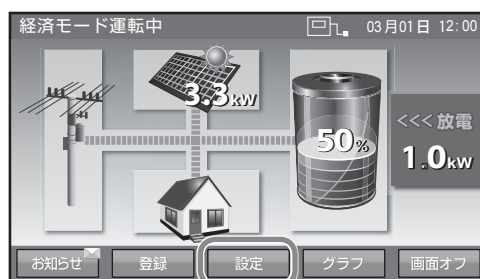 経済モード運転中 03月01日 12:00
3.3kW
50%
<<< 放電
1.0kW
お知らせ 登録 設定 グラフ 画面オフ